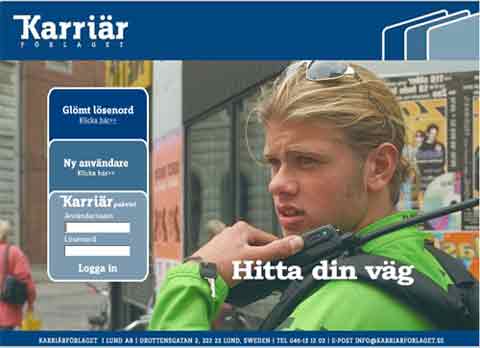 Karriär
FÖRLAGET
Glömt lösenord
Klicka här>>
Ny användare
Klicka här>>
Karriär paketet
Användarnamn
Lösenord
Logga in
Hitta din väg
KARRIÄRFÖRLAGET | LUND AB | GROTTENSGATAN 2, 222 23 LUND, SWEDEN | TEL 046-12 12 02 | E-POST INFO@KARRIARFORLAGET.SE